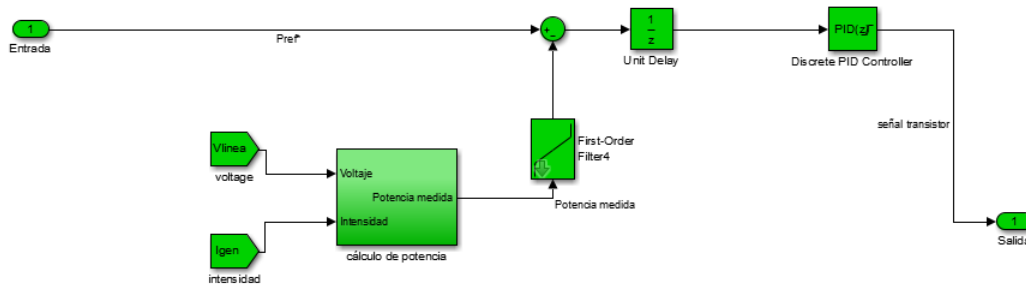 1
Entrada
Pref*
+
-
1
z
Unit Delay
PID(z)
Discrete PID Controller
señal transistor
First-Order
Filter4
Vlinea
voltage
Voltaje
Potencia medida
Intensidad
cálculo de potencia
Potencia medida
Igen
intensidad
1
Salida